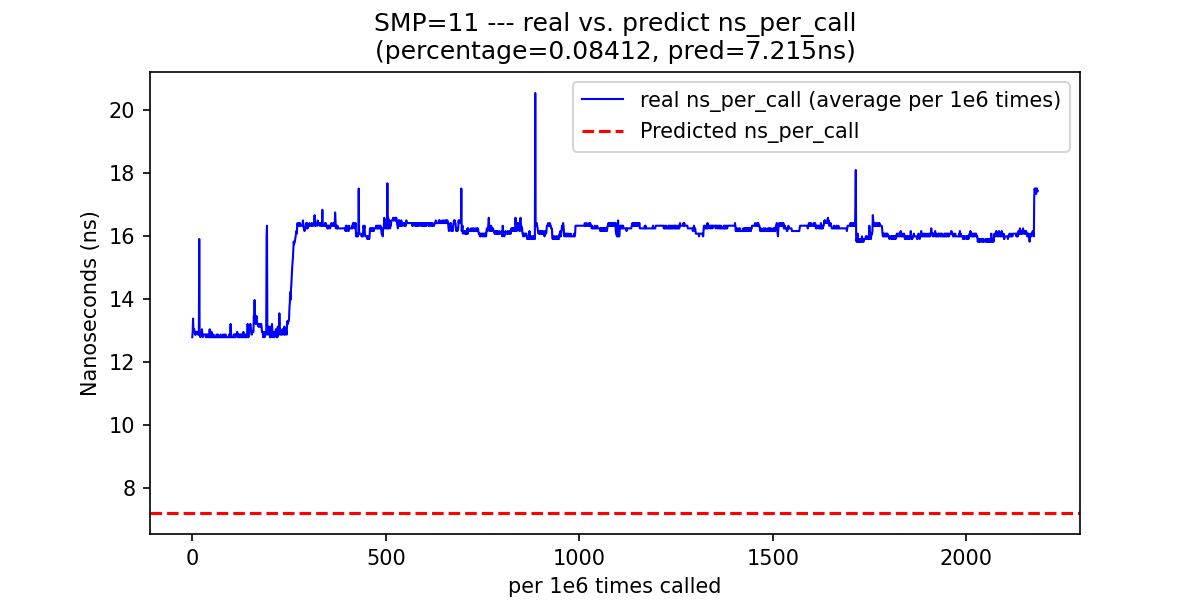 SMP=11 --- real vs. predict ns_per_call
(percentage=0.08412, pred=7.215ns)
real ns_per_call (average per 1e6 times)
Predicted ns_per_call
Nanoseconds (ns)
20
18
16
14
12
10
8
0
500
1000
1500
2000
per 1e6 times called